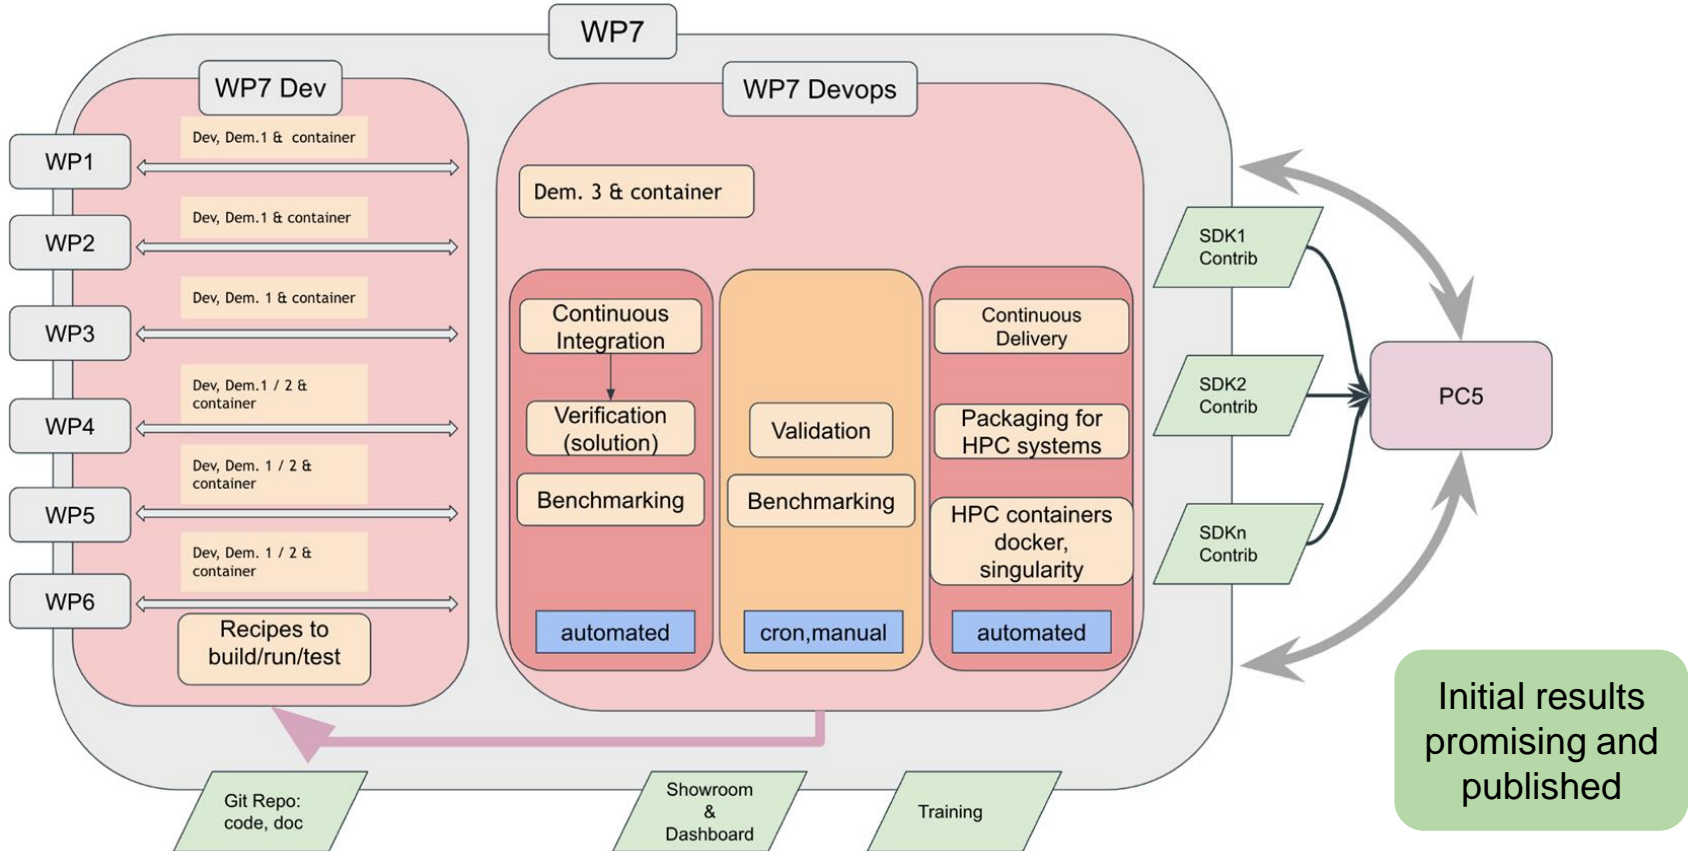 WP7
WP7 Dev
WP7 Devops
WP1
Dev, Dem.1 & container
WP2
Dev, Dem.1 & container
WP3
Dev, Dem. 1 & container
WP4
Dev, Dem.1 / 2 &
container
WP5
Dev, Dem. 1 / 2 &
container
WP6
Dev, Dem. 1 / 2 &
container
Recipes to
build/run/test
Dem. 3 & container
Continuous
Integration
Verification
(solution)
Benchmarking
automated
Validation
Benchmarking
cron,manual
Continuous
Delivery
Packaging for
HPC systems
HPC containers
docker,
singularity
automated
SDK1
Contrib
SDK2
Contrib
SDKn
Contrib
PC5
Initial results
promising and
published
Git Repo:
code, doc
Showroom
&
Dashboard
Training